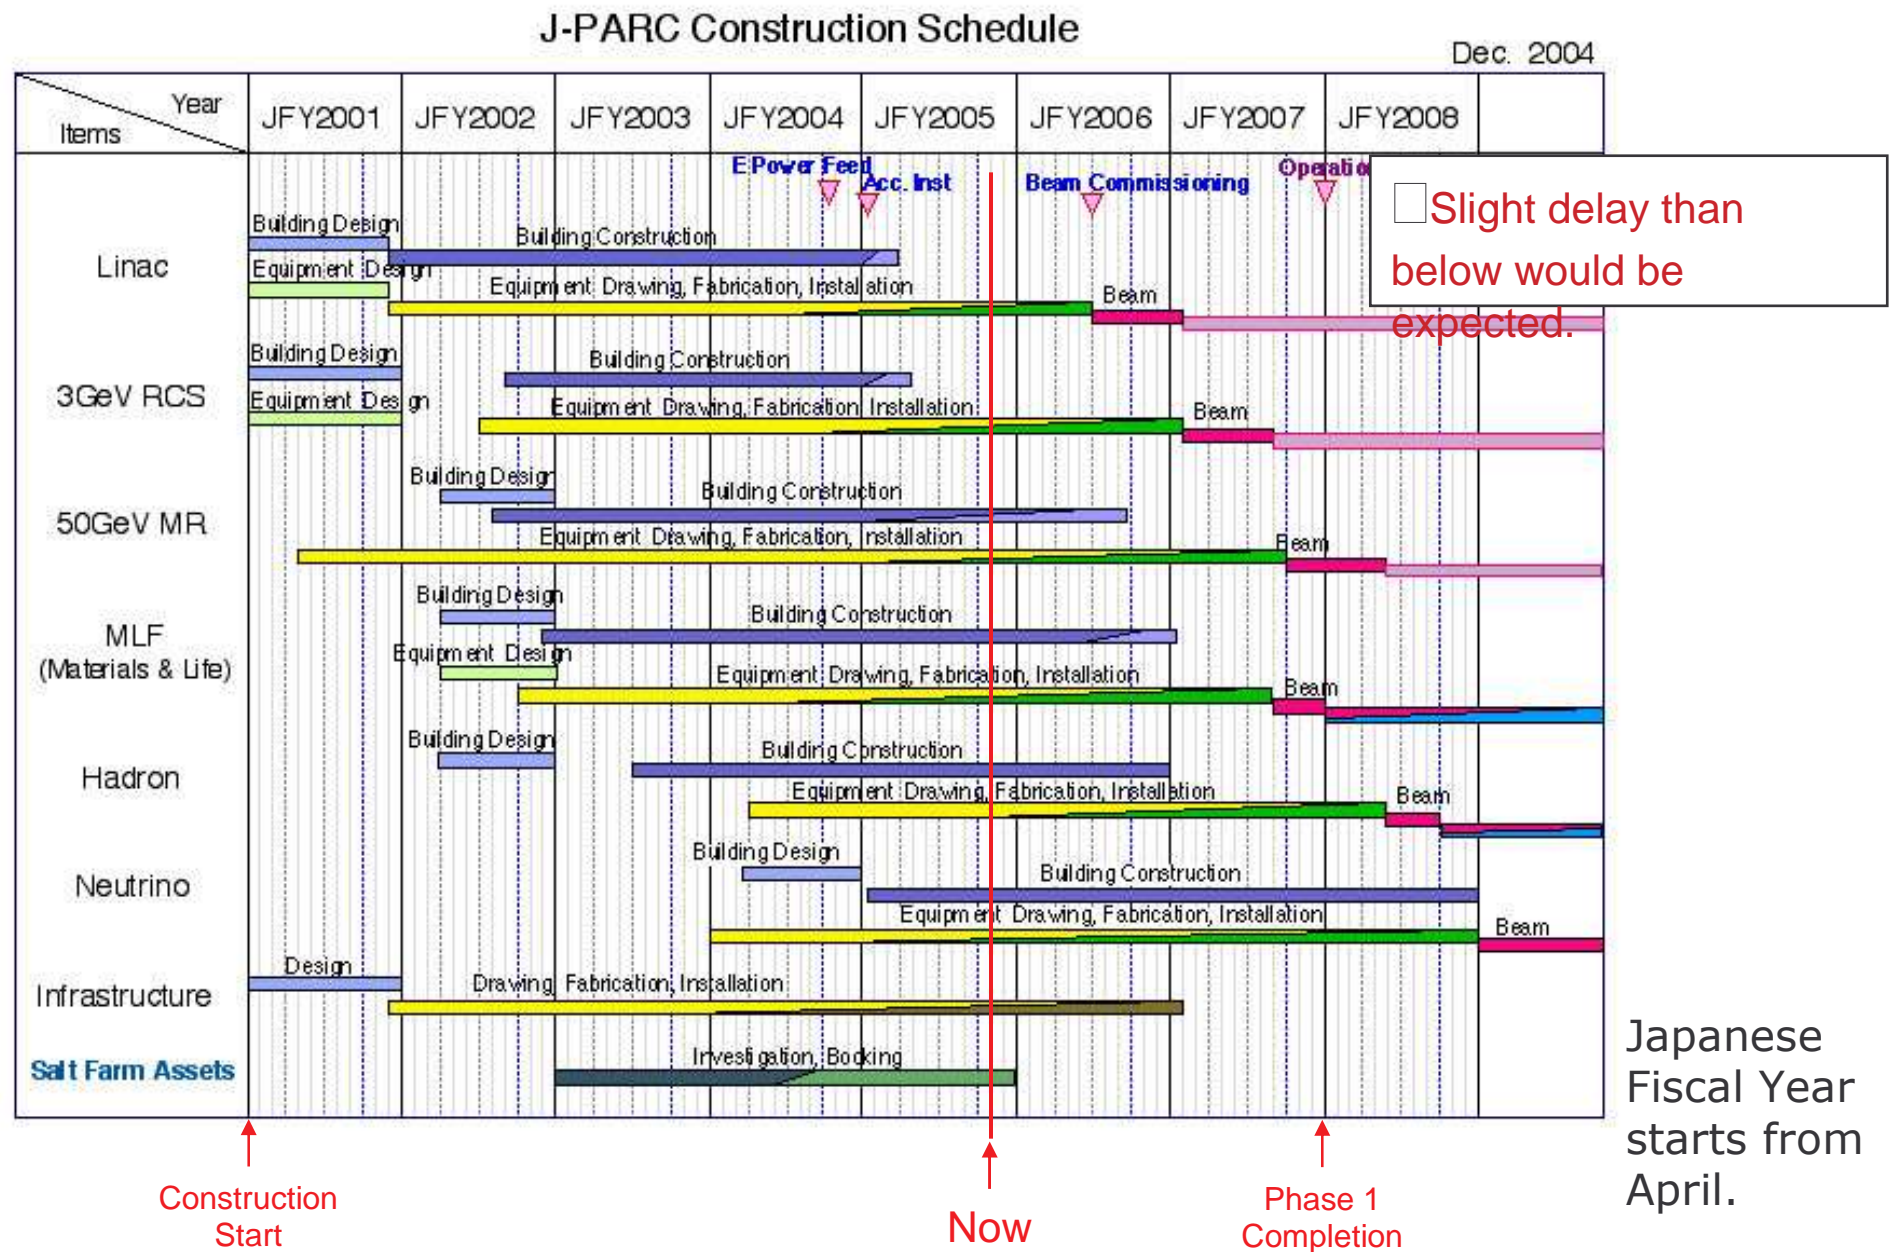 J-PARC Construction Schedule
Dec. 2004
Year
Items
JFY2001
JFY2002
JFY2003
JFY2004
JFY2005
JFY2006
JFY2007
JFY2008
E.Power Feed
Acc. Inst
Beam Commissioning
Operatio
□Slight delay than
below would be
expected.
Linac
Building Design
Building Construction
Equipment Design
Equipment Drawing, Fabrication, Installation
Beam
3GeV RCS
Building Design
Building Construction
Equipment Design
Equipment Drawing, Fabrication, Installation
Beam
50GeV MR
Building Design
Building Construction
Equipment Drawing, Fabrication, Installation
Beam
MLF
(Materials & Life)
Building Design
Building Construction
Equipment Design
Equipment Drawing, Fabrication, Installation
Beam
Hadron
Building Design
Building Construction
Equipment Drawing, Fabrication, Installation
Beam
Neutrino
Building Design
Building Construction
Equipment Drawing, Fabrication, Installation
Beam
Infrastructure
Design
Drawing, Fabrication, Installation
Salt Farm Assets
Investigation, Booking
Japanese
Fiscal Year
starts from
April.
Construction
Start
Now
Phase 1
Completion